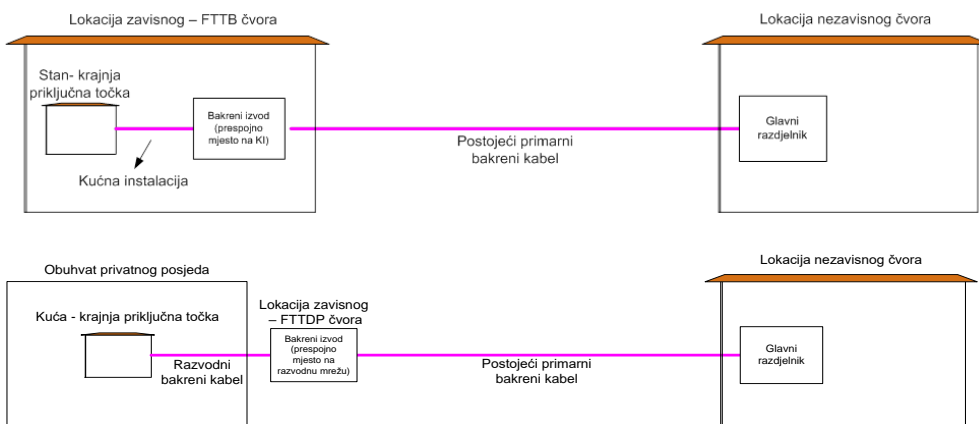 Lokacija zavisnog – FTTB čvora
Lokacija nezavisnog čvora
Stan- krajnja
priključna točka
Bakreni izvod
(prespojno
mjesto na KI)
Kućna instalacija
Postojeći primarni
bakreni kabel
Glavni
razdjelnik
Obuhvat privatnog posjeda
Lokacija nezavisnog čvora
Kuća - krajnja priključna točka
Lokacija zavisnog
– FTTDP čvora
Bakreni izvod
(prespojno
mjesto na
razvodnu mrežu)
Razvodni
bakreni kabel
Postojeći primarni
bakreni kabel
Glavni
razdjelnik